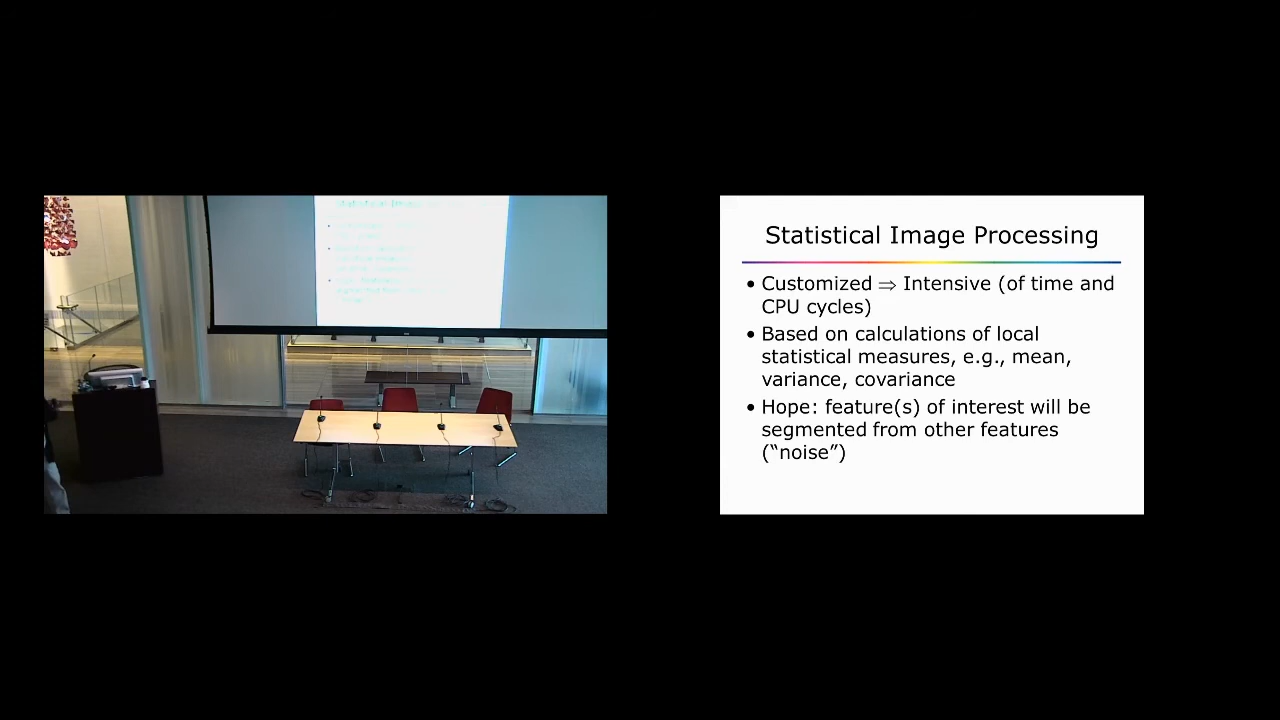 Statistical Image Processing
• Customized ⇒ Intensive (of time and
CPU cycles)
• Based on calculations of local
statistical measures, e.g., mean,
variance, covariance
• Hope: feature(s) of interest will be
segmented from other features
(“noise”)